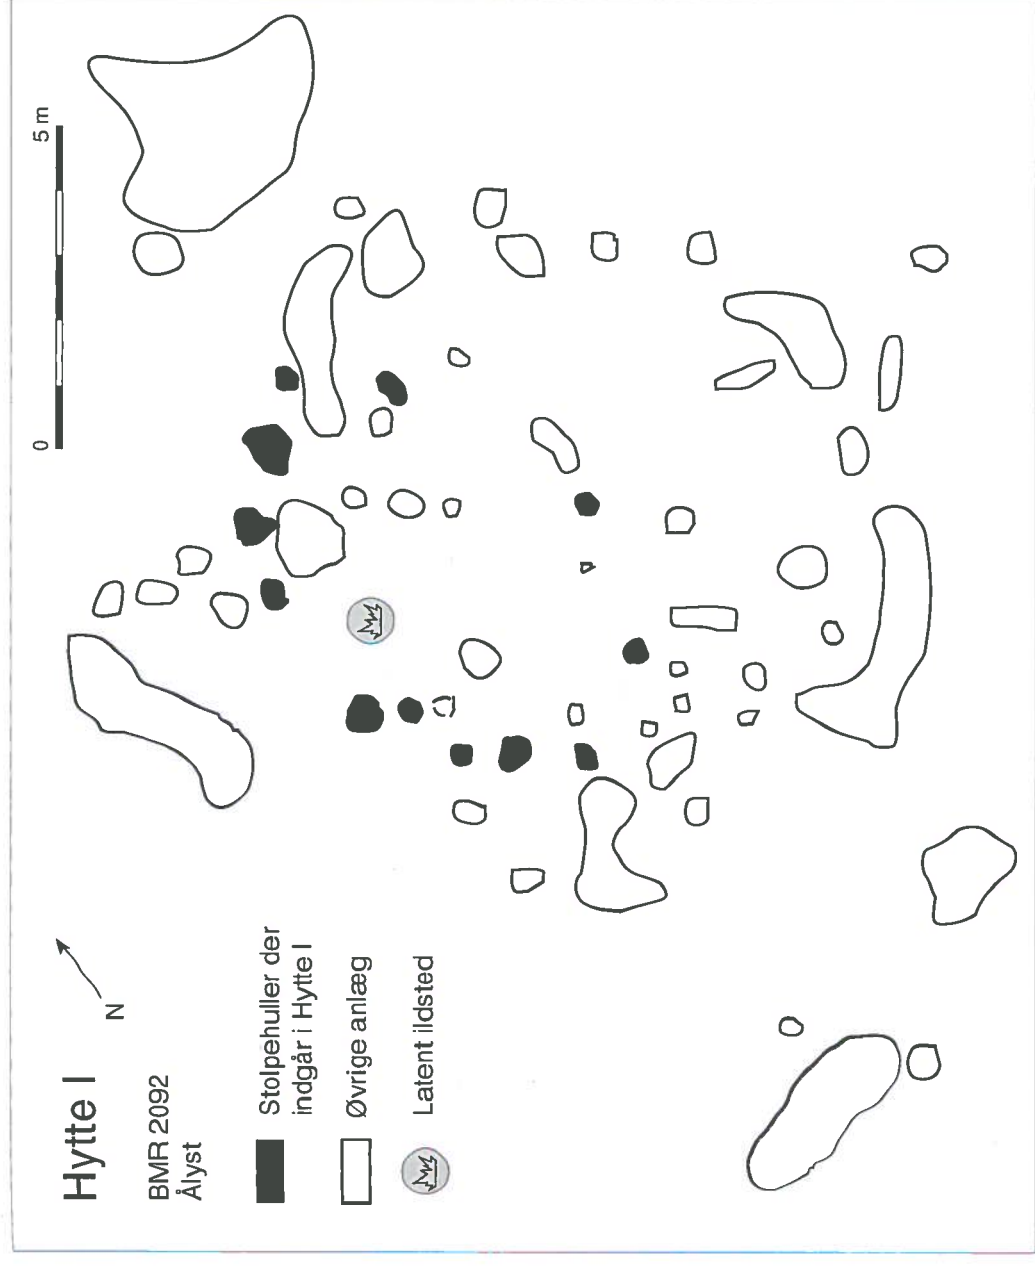 Hytte I
BMR 2092
Ålyst
Stolpehuller der
indgår i Hytte I
Øvrige anlæg
Latent ildsted
N
0
5 m